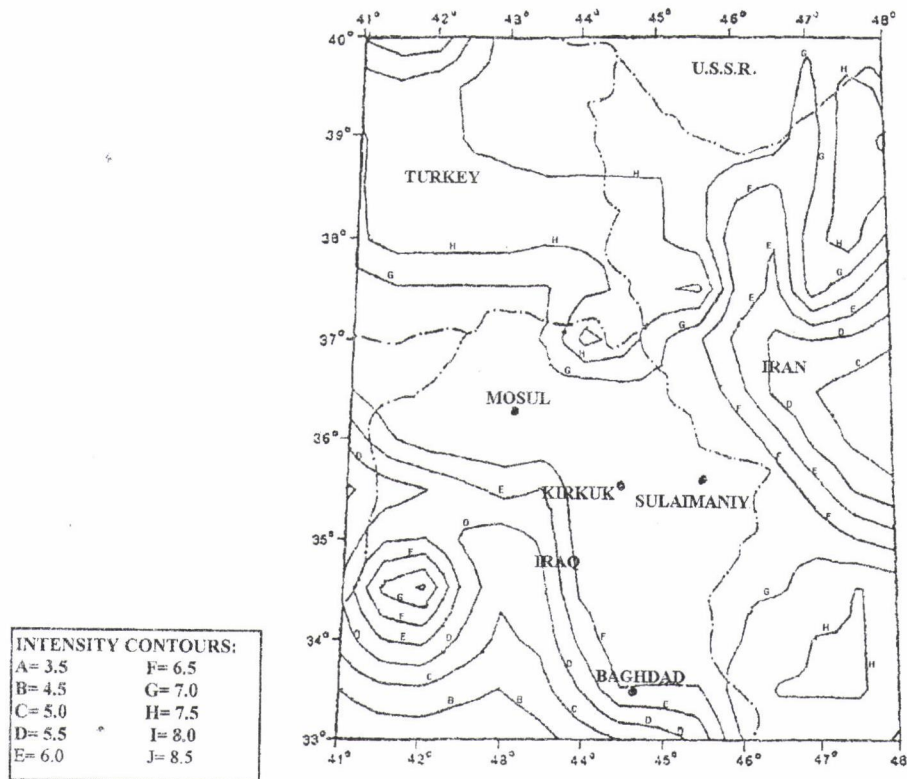 41° 42° 43° 44° 45° 46° 47° 48°
40°
G
H
U.S.S.R.
39°
G
TURKEY
H
E
38°
H
H
E
G
G
E
E
37°
G
D
H
G
C
IRAN
MOSUL
D
F
36°
D
C
E
E
KIRKUK
SULAIMANIY
F
35°
D
F
IRAQ
G
G
F
H
34°
D
E
D
F
H
C
D
BAGHDAD
B
B
C
E
D
D
33°
41° 42° 43° 44° 45° 46° 47° 48
INTENSITY CONTOURS:
A= 3.5 F= 6.5
B= 4.5 G= 7.0
C= 5.0 H= 7.5
D= 5.5 I= 8.0
E= 6.0 J= 8.5